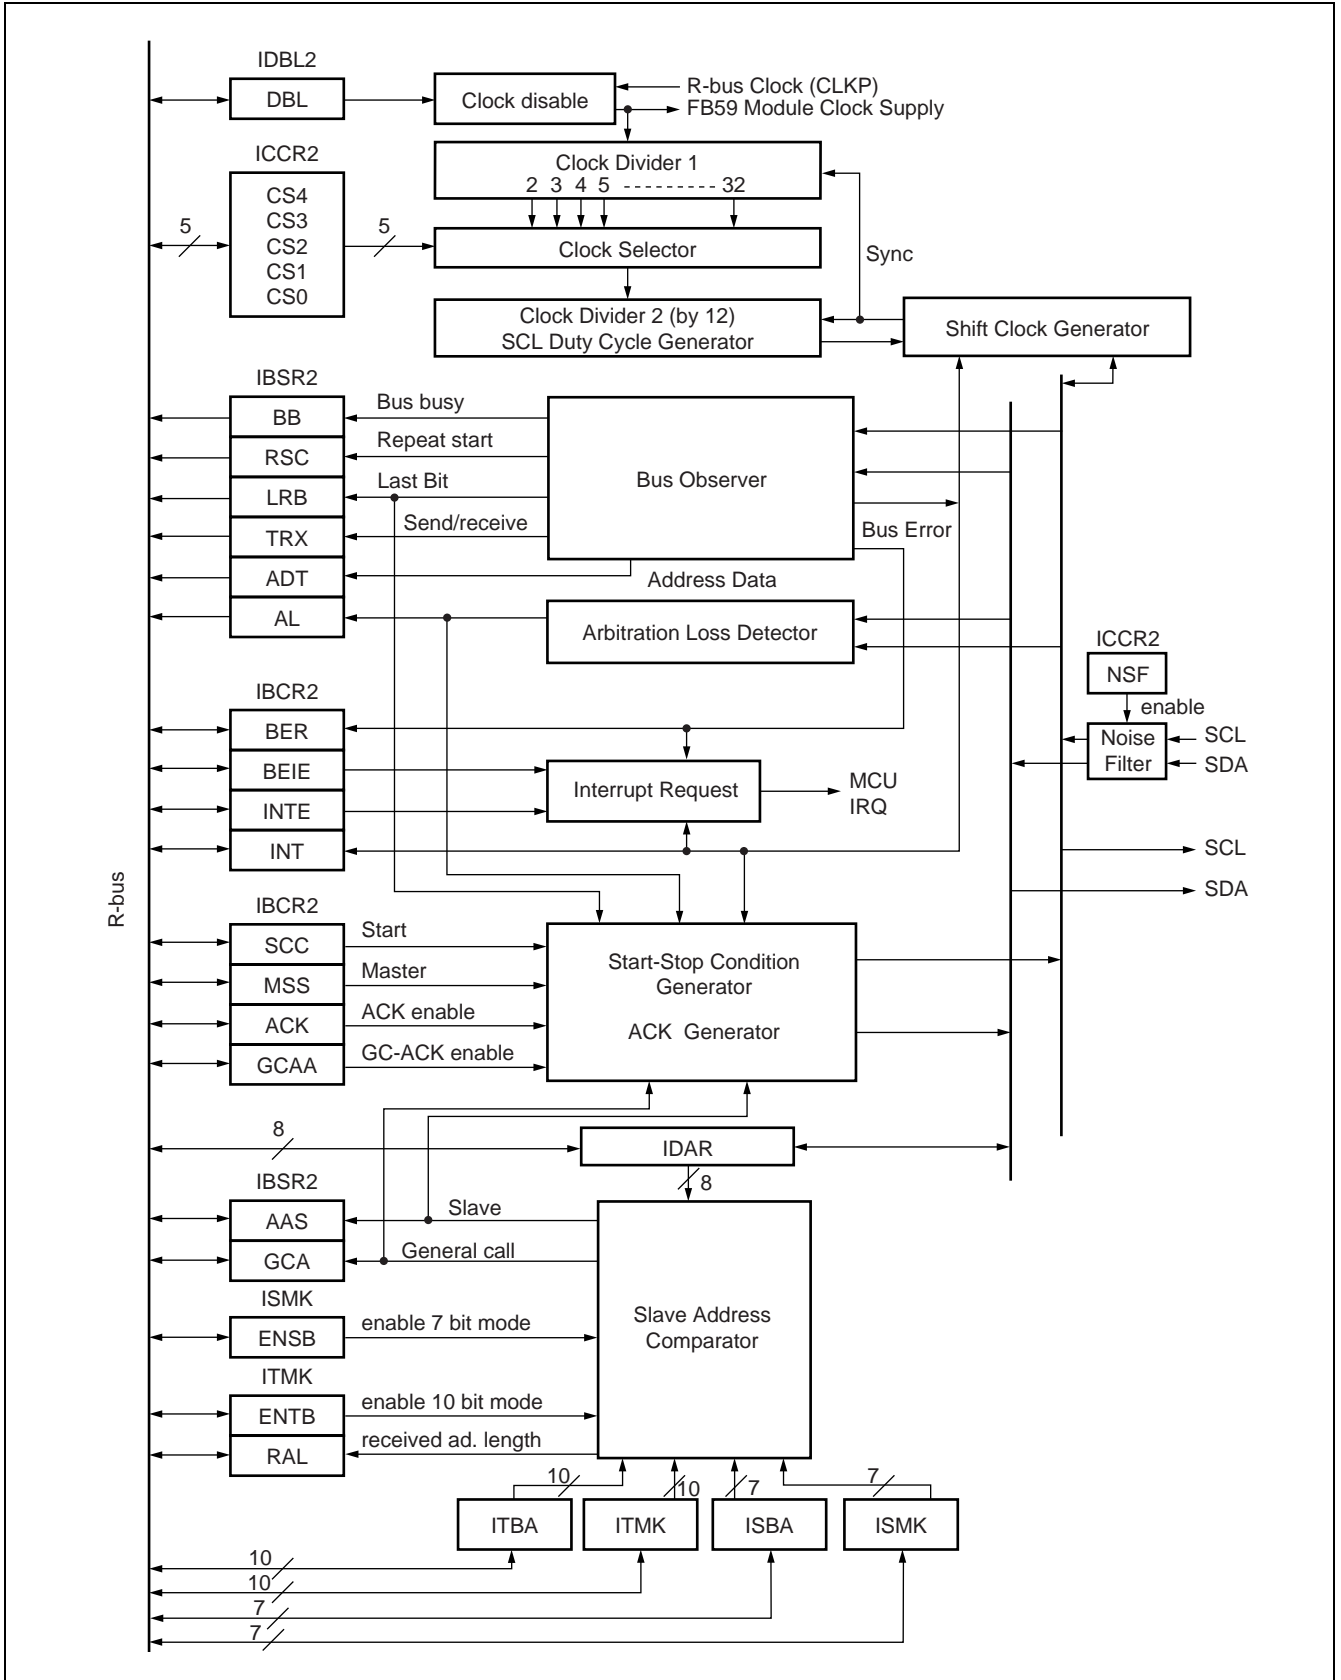 IDBL2
DBL
Clock disable
R-bus Clock (CLKP)
FB59 Module Clock Supply
ICCR2
CS4
CS3
CS2
CS1
CS0
5
5
Clock Divider 1
2 3 4 5 --------- 32
Clock Selector
Sync
Clock Divider 2 (by 12)
SCL Duty Cycle Generator
Shift Clock Generator
IBSR2
BB
Bus busy
RSC
Repeat start
LRB
Last Bit
TRX
Send/receive
ADT
AL
Bus Observer
Bus Error
Address Data
Arbitration Loss Detector
ICCR2
NSF
enable
Noise
Filter
SCL
SDA
IBCR2
BER
BEIE
INTE
INT
Interrupt Request
MCU
IRQ
SCL
SDA
R-bus
IBCR2
SCC
Start
MSS
Master
ACK
ACK enable
GCAA
GC-ACK enable
Start-Stop Condition
Generator
ACK Generator
8
IDAR
8
IBSR2
AAS
Slave
GCA
General call
ISMK
ENSB
enable 7 bit mode
ITMK
ENTB
enable 10 bit mode
RAL
received ad. length
Slave Address
Comparator
10
10
7
7
ITBA
ITMK
ISBA
ISMK
10
10
7
7